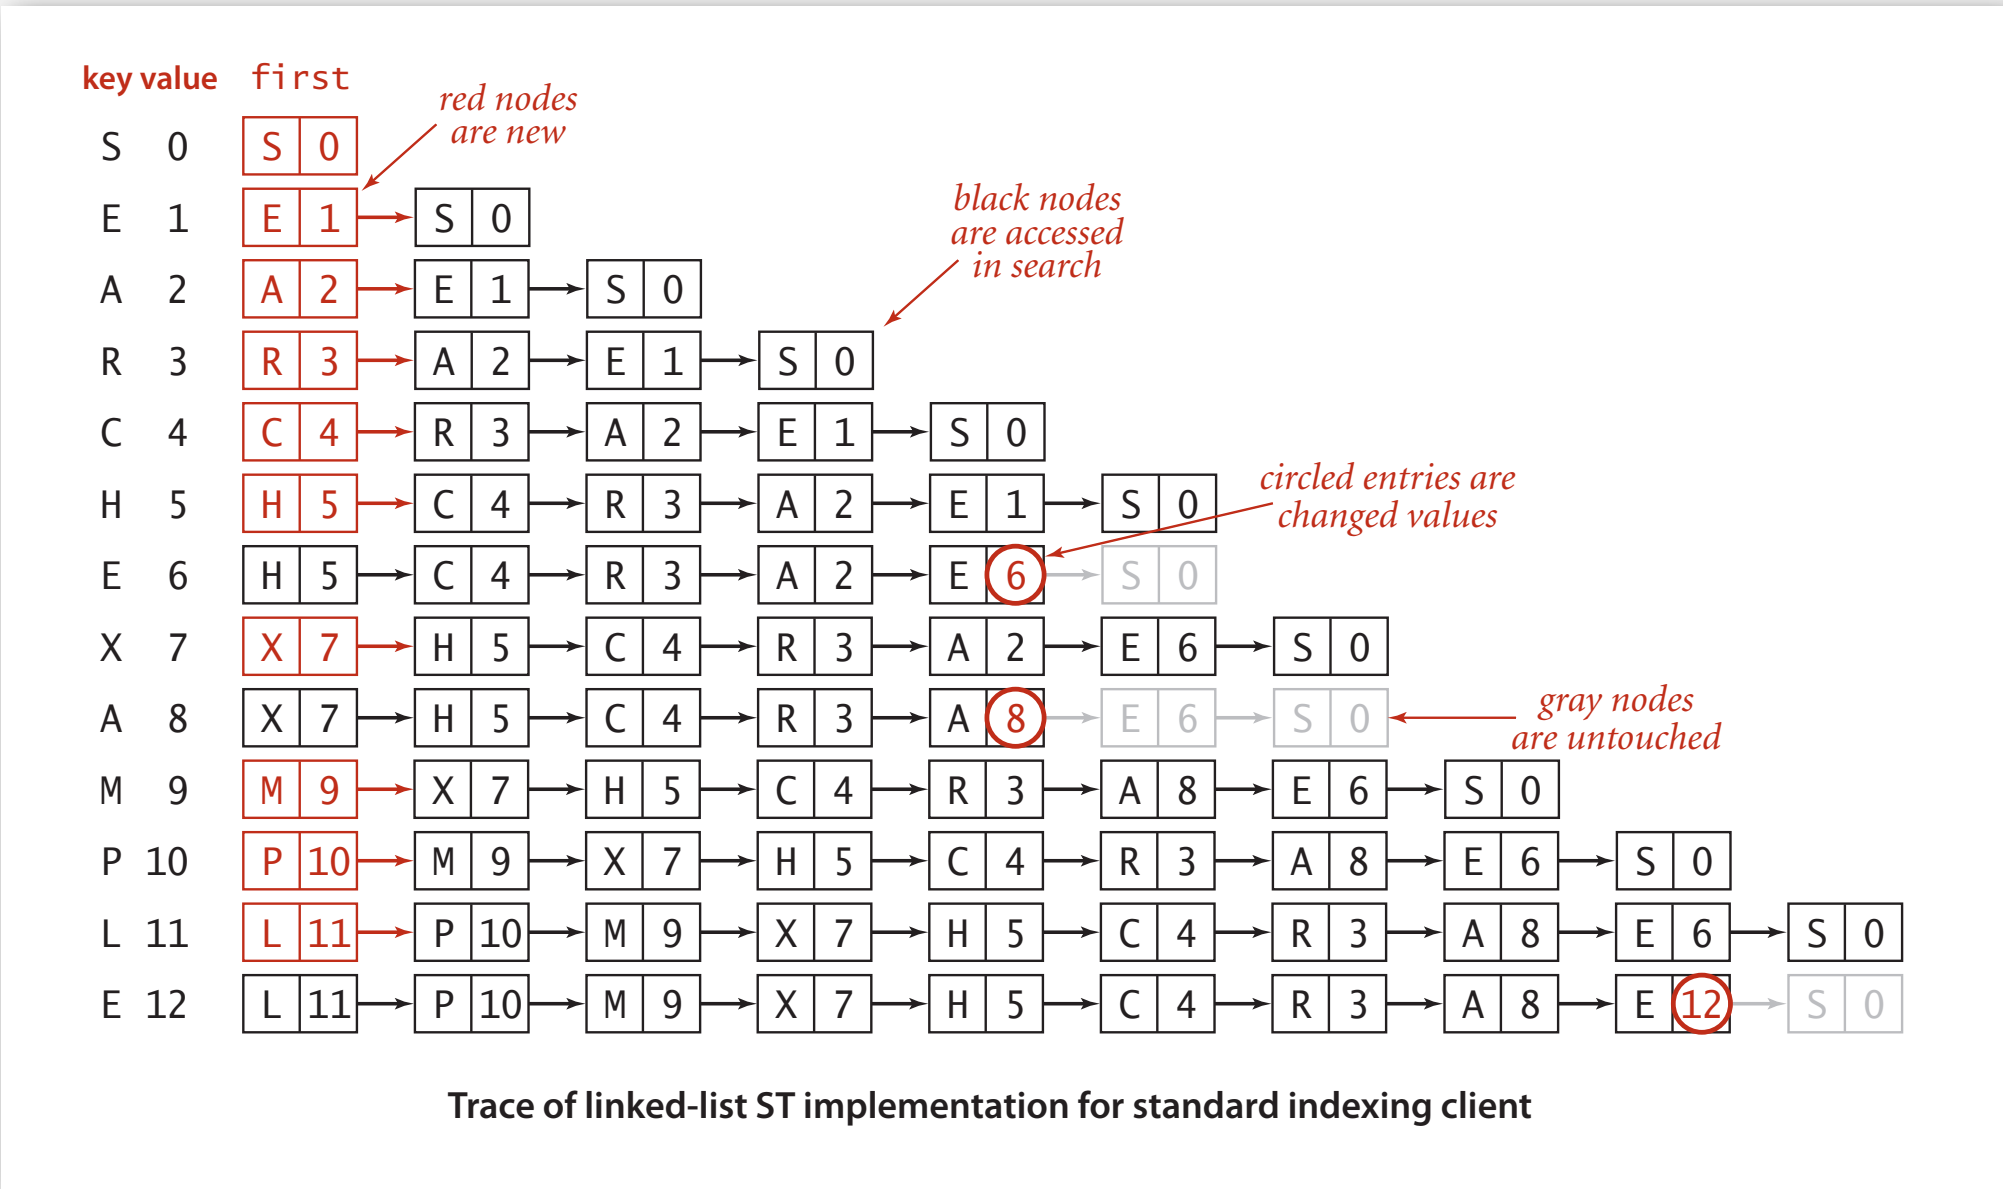 key value first
red nodes
are new
S 0 S 0
E 1 E 1 S 0
black nodes
are accessed
in search
A 2 A 2 E 1 S 0
R 3 R 3 A 2 E 1 S 0
C 4 C 4 R 3 A 2 E 1 S 0
circled entries are
changed values
H 5 H 5 C 4 R 3 A 2 E 1 S 0
E 6 H 5 C 4 R 3 A 2 E 6 S 0
X 7 X 7 H 5 C 4 R 3 A 2 E 6 S 0
A 8 X 7 H 5 C 4 R 3 A 8 E 6 S 0
gray nodes
are untouched
M 9 M 9 X 7 H 5 C 4 R 3 A 8 E 6 S 0
P 10 P 10 M 9 X 7 H 5 C 4 R 3 A 8 E 6 S 0
L 11 L 11 P 10 M 9 X 7 H 5 C 4 R 3 A 8 E 6 S 0
E 12 L 11 P 10 M 9 X 7 H 5 C 4 R 3 A 8 E 12 S 0
Trace of linked-list ST implementation for standard indexing client